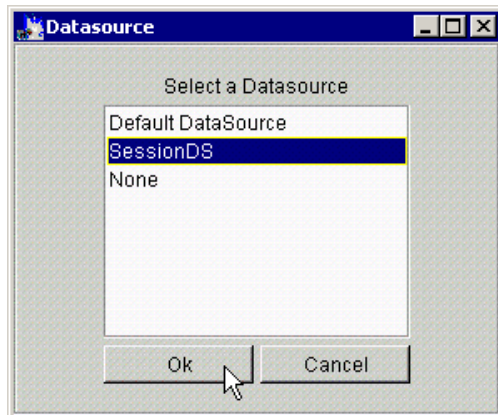 Datasource
Select a Datasource
Default DataSource
SessionDS
None
Ok Cancel